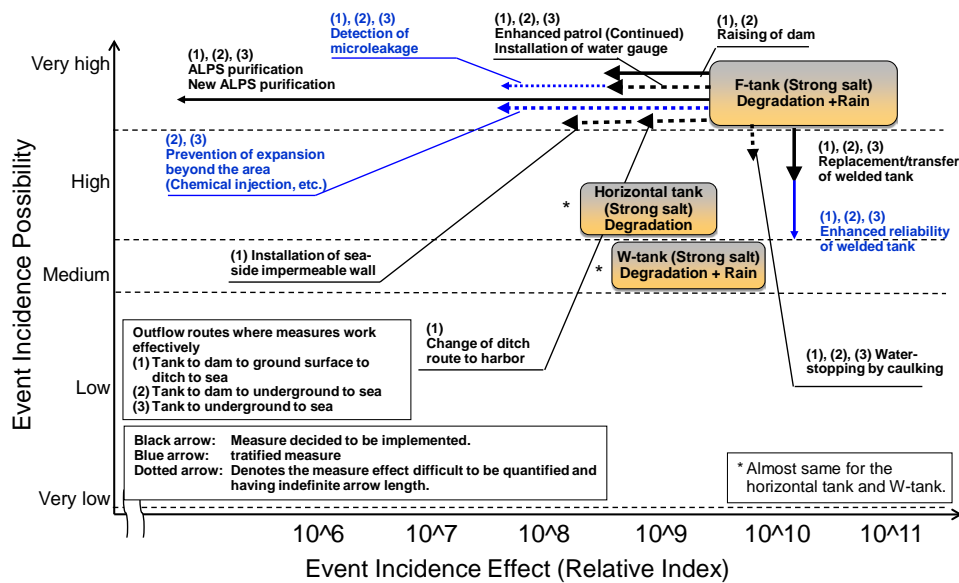 (1), (2), (3)
Detection of
microleakage
(1), (2), (3)
Enhanced patrol (Continued)
Installation of water gauge
(1), (2)
Raising of dam
(1), (2), (3)
ALPS purification
New ALPS purification
Very high
F-tank (Strong salt)
Degradation +Rain
(2), (3)
Prevention of expansion
beyond the area
(Chemical injection, etc.)
(1), (2), (3)
Replacement/transfer
of welded tank
High
* Horizontal tank
(Strong salt)
Degradation
(1), (2), (3)
Enhanced reliability
of welded tank
(1) Installation of sea-
side impermeable wall
Medium
* W-tank (Strong salt)
Degradation + Rain
Event Incidence Possibility
Outflow routes where measures work
effectively
(1) Tank to dam to ground surface to
ditch to sea
(2) Tank to dam to underground to sea
(3) Tank to underground to sea
(1)
Change of ditch
route to harbor
(1), (2), (3) Water-
stopping by caulking
Low
Black arrow: Measure decided to be implemented.
Blue arrow: tratified measure
Dotted arrow: Denotes the measure effect difficult to be quantified and
having indefinite arrow length.
* Almost same for the
horizontal tank and W-tank.
Very low
10^6 10^7 10^8 10^9 10^10 10^11
Event Incidence Effect (Relative Index)